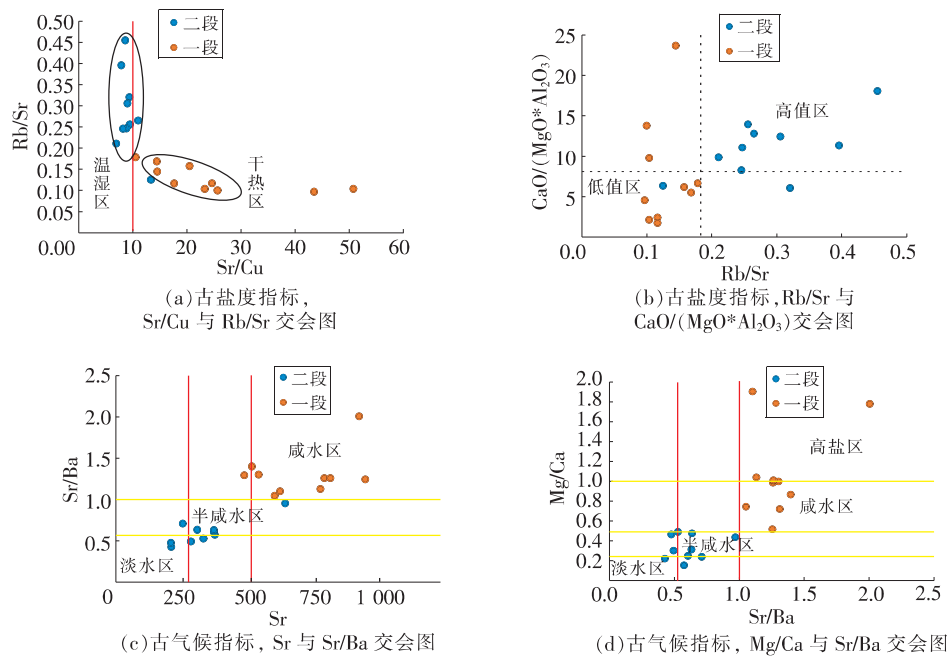 0.50
0.45
0.40
0.35
0.30
0.25
0.20
0.15
0.10
0.05
0.00
Rb/Sr
二段
一段
温湿区
干热区
10
20
30
40
50
60
Sr/Cu
(a)古盐度指标，
Sr/Cu 与 Rb/Sr 交会图
25
20
15
10
5
CaO/(MgO*Al₂O₃)
二段
一段
高值区
低值区
0
0.1
0.2
0.3
0.4
0.5
Rb/Sr
(b)古盐度指标,Rb/Sr 与
CaO/(MgO*Al₂O₃)交会图
2.5
2.0
1.5
1.0
0.5
Sr/Ba
二段
一段
咸水区
半咸水区
淡水区
0
250
500
750
1 000
Sr
(c)古气候指标，Sr 与 Sr/Ba 交会图
2.0
1.8
1.6
1.4
1.2
1.0
0.8
0.6
0.4
0.2
Mg/Ca
二段
一段
高盐区
咸水区
半咸水区
淡水区
0.0
0.5
1.0
1.5
2.0
2.5
Sr/Ba
(d)古气候指标，Mg/Ca 与 Sr/Ba 交会图